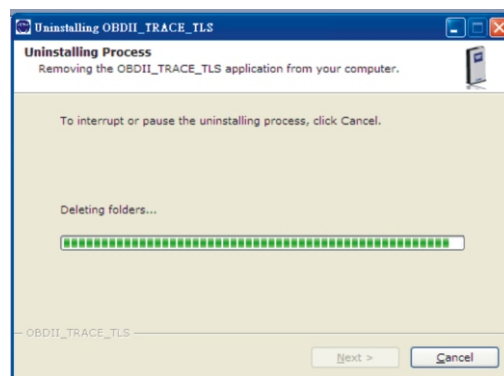 Uninstalling OBDII_TRACE_TLS
Uninstalling Process
Removing the OBDII_TRACE_TLS application from your computer.
To interrupt or pause the uninstalling process, click Cancel.
Deleting folders...
OBDII_TRACE_TLS
Next >
Cancel